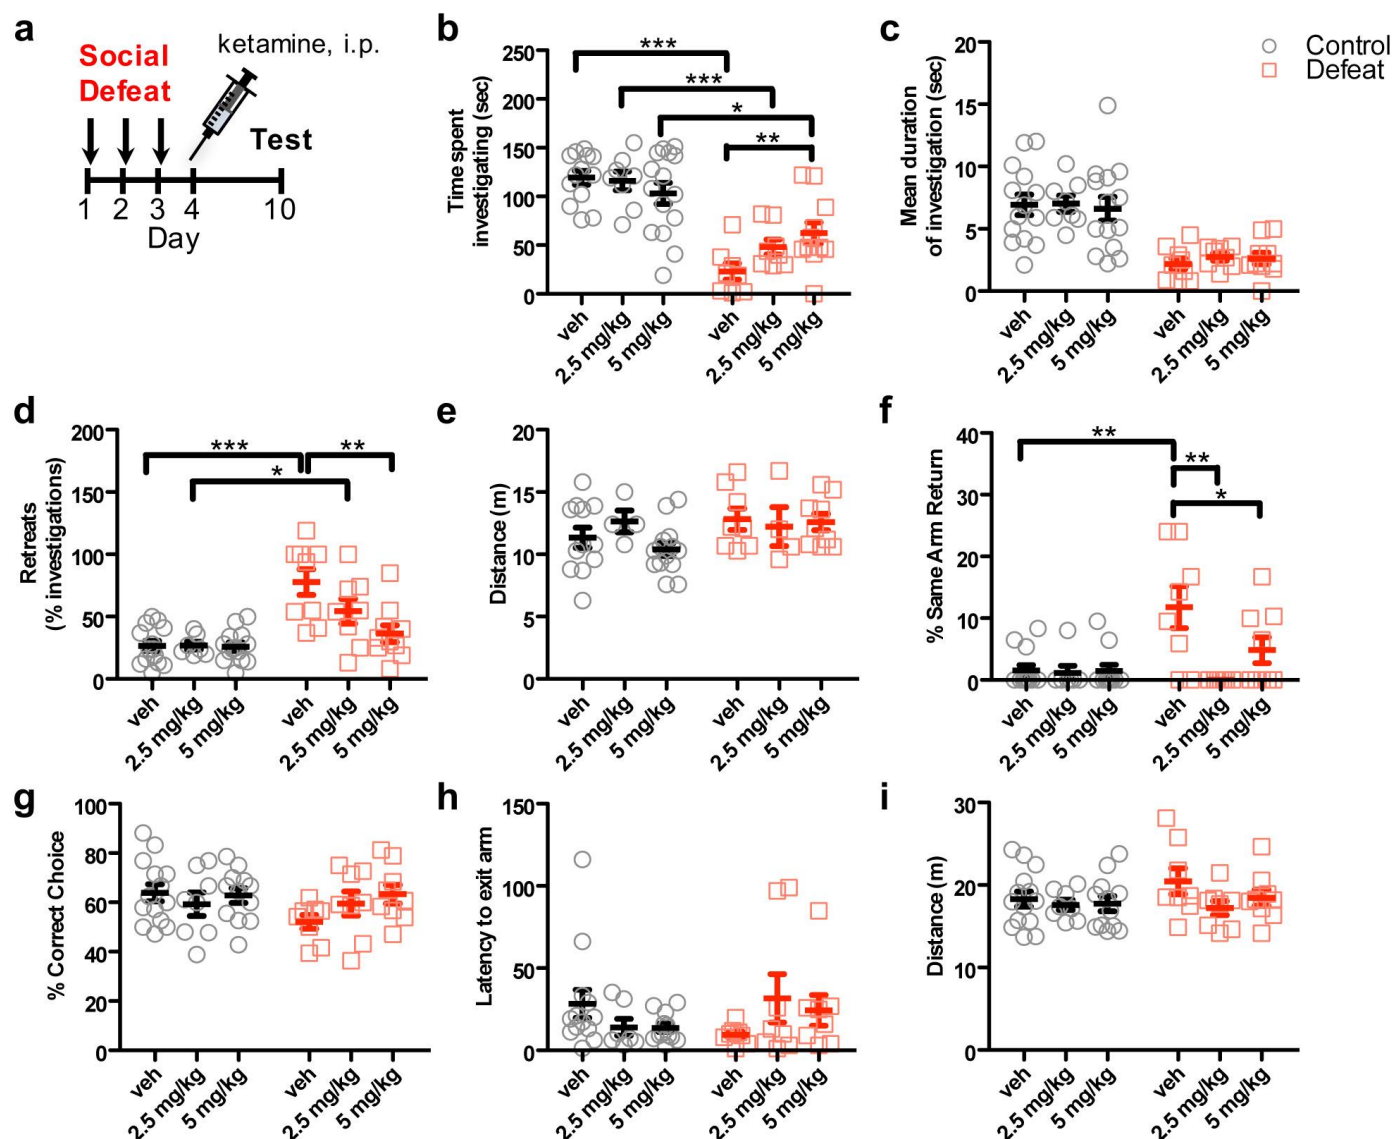 a
Social
Defeat
ketamine, i.p.
Test
1 2 3 4 10
Day
b
Time spent
investigating (sec)
250
200
150
100
50
0
***
***
*
**
veh 2.5 mg/kg 5 mg/kg veh 2.5 mg/kg 5 mg/kg
c
Mean duration
of investigation (sec)
20
15
10
5
0
Control
Defeat
veh 2.5 mg/kg 5 mg/kg veh 2.5 mg/kg 5 mg/kg
d
Retreats
(% investigations)
200
150
100
50
0
***
**
*
veh 2.5 mg/kg 5 mg/kg veh 2.5 mg/kg 5 mg/kg
e
Distance (m)
20
15
10
5
0
veh 2.5 mg/kg 5 mg/kg veh 2.5 mg/kg 5 mg/kg
f
% Same Arm Return
40
30
20
10
0
**
**
*
veh 2.5 mg/kg 5 mg/kg veh 2.5 mg/kg 5 mg/kg
g
% Correct Choice
100
80
60
40
20
0
veh 2.5 mg/kg 5 mg/kg veh 2.5 mg/kg 5 mg/kg
h
Latency to exit arm
150
100
50
0
veh 2.5 mg/kg 5 mg/kg veh 2.5 mg/kg 5 mg/kg
i
Distance (m)
30
20
10
0
veh 2.5 mg/kg 5 mg/kg veh 2.5 mg/kg 5 mg/kg